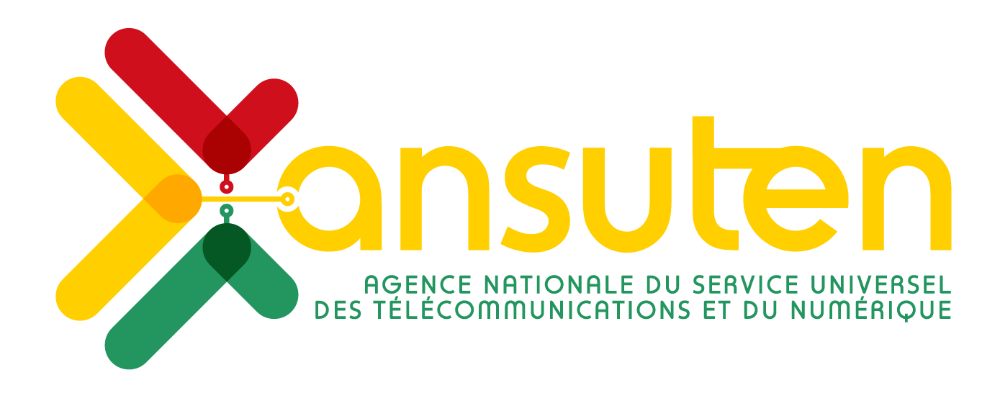 ansuten
AGENCE NATIONALE DU SERVICE UNIVERSEL
DES TÉLÉCOMMUNICATIONS ET DU NUMÉRIQUE